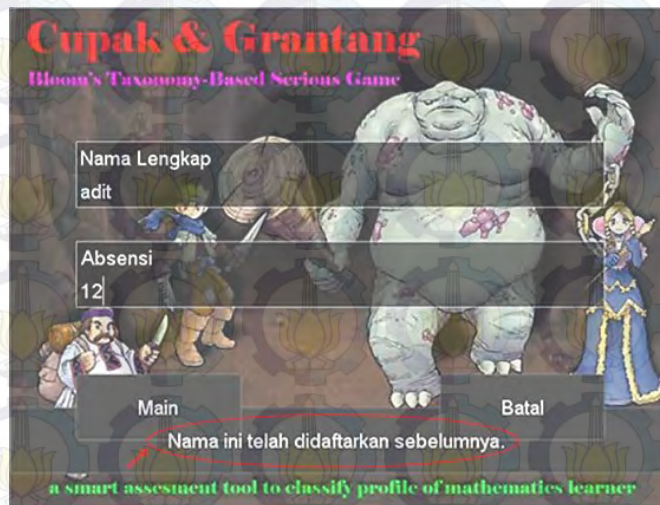 Cupak & Grantang
Bloom's Taxonomy-Based Serious Game
Nama Lengkap
adit
Absensi
12
Main
Batal
Nama ini telah didaftarkan sebelumnya.
a smart assesment tool to classify profile of mathematics learner